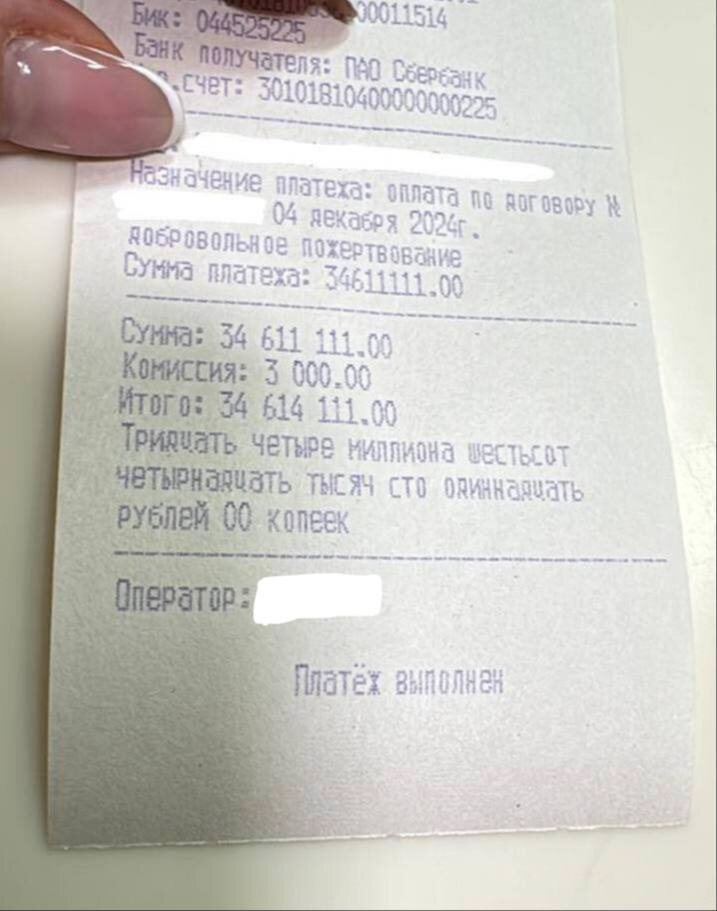 00011514
Бик: 044525225
Банк получателя: ПАО Сбербанк
.счет: 30101810400000000225
Назначение платежа: оплата по договору №
04 декабря 2024г.
добровольное пожертвование
Сумма платежа: 34611111.00
Сумма: 34 611 111.00
Комиссия: 3 000.00
Итого: 34 614 111.00
Тридцать четыре миллиона шестьсот
четырнадцать тысяч сто одиннадцать
рублей 00 копеек
Оператор:
Платёж выполнен